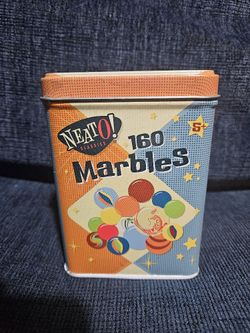 NEATO!
CLASSICS
160
Marbles
5+